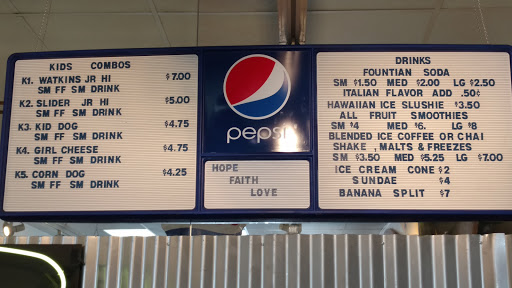 KIDS COMBOS
K1. WATKINS JR HI $7.00
SM FF SM DRINK
K2. SLIDER JR HI $5.00
SM FF SM DRINK
K3. KID DOG $4.75
SM FF SM DRINK
K4. GIRL CHEESE $4.75
SM FF SM DRINK
K5. CORN DOG $4.25
SM FF SM DRINK
pepsi
HOPE
FAITH
LOVE
DRINKS
FOUNTIAN SODA
SM $1.50 MED $2.00 LG $2.50
ITALIAN FLAVOR ADD .50¢
HAWAIIAN ICE SLUSHIE $3.50
ALL FRUIT SMOOTHIES
SM $4 MED $6. LG $8
BLENDED ICE COFFEE OR CHAI
SHAKE, MALTS & FREEZES
SM $3.50 MED $5.25 LG $7.00
ICE CREAM CONE $2
SUNDAE $4
BANANA SPLIT $7